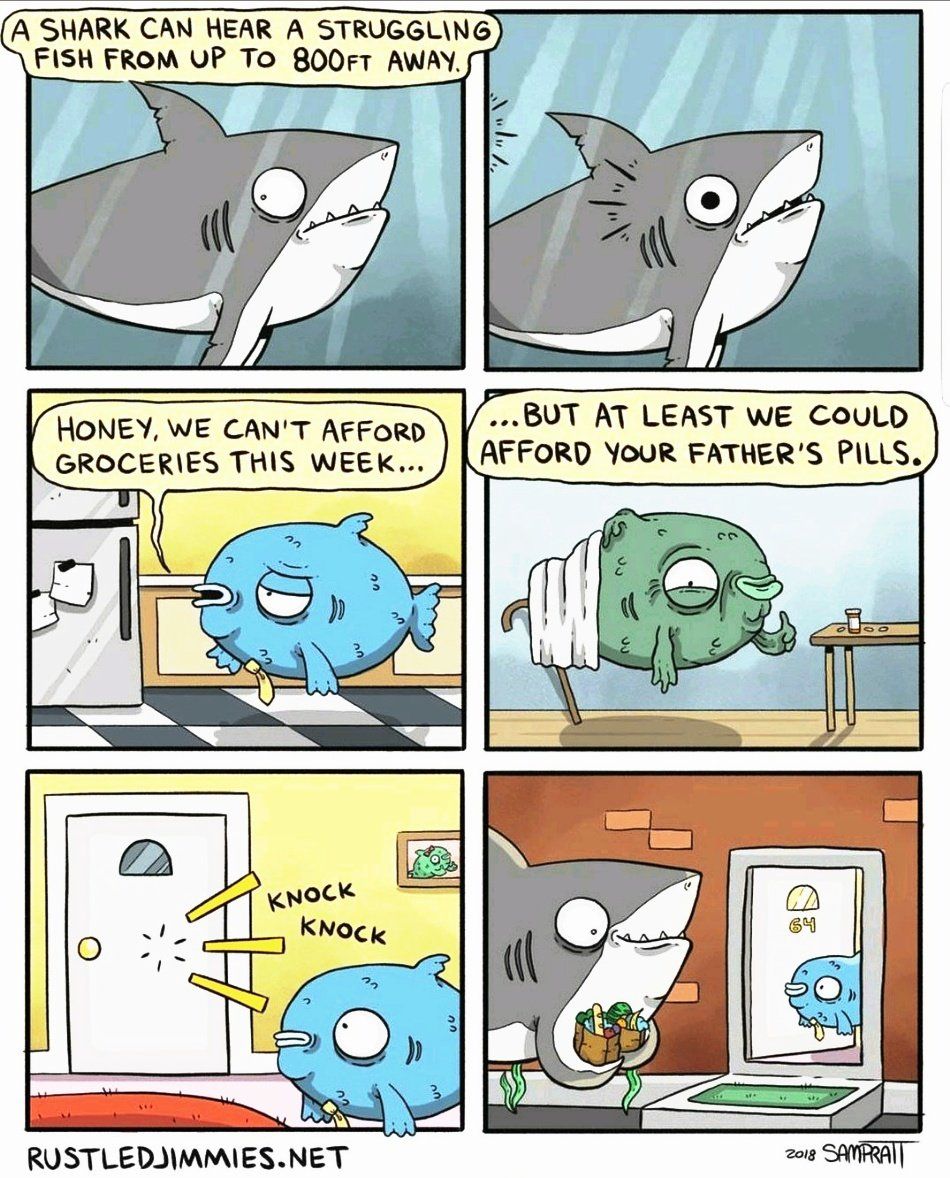 A SHARK CAN HEAR A STRUGGLING
FISH FROM UP TO 800FT AWAY.
HONEY, WE CAN'T AFFORD
GROCERIES THIS WEEK...
...BUT AT LEAST WE COULD
AFFORD YOUR FATHER'S PILLS.
KNOCK
KNOCK
64
RUSTLEDJIMMIES.NET
2018 SAMPRATT